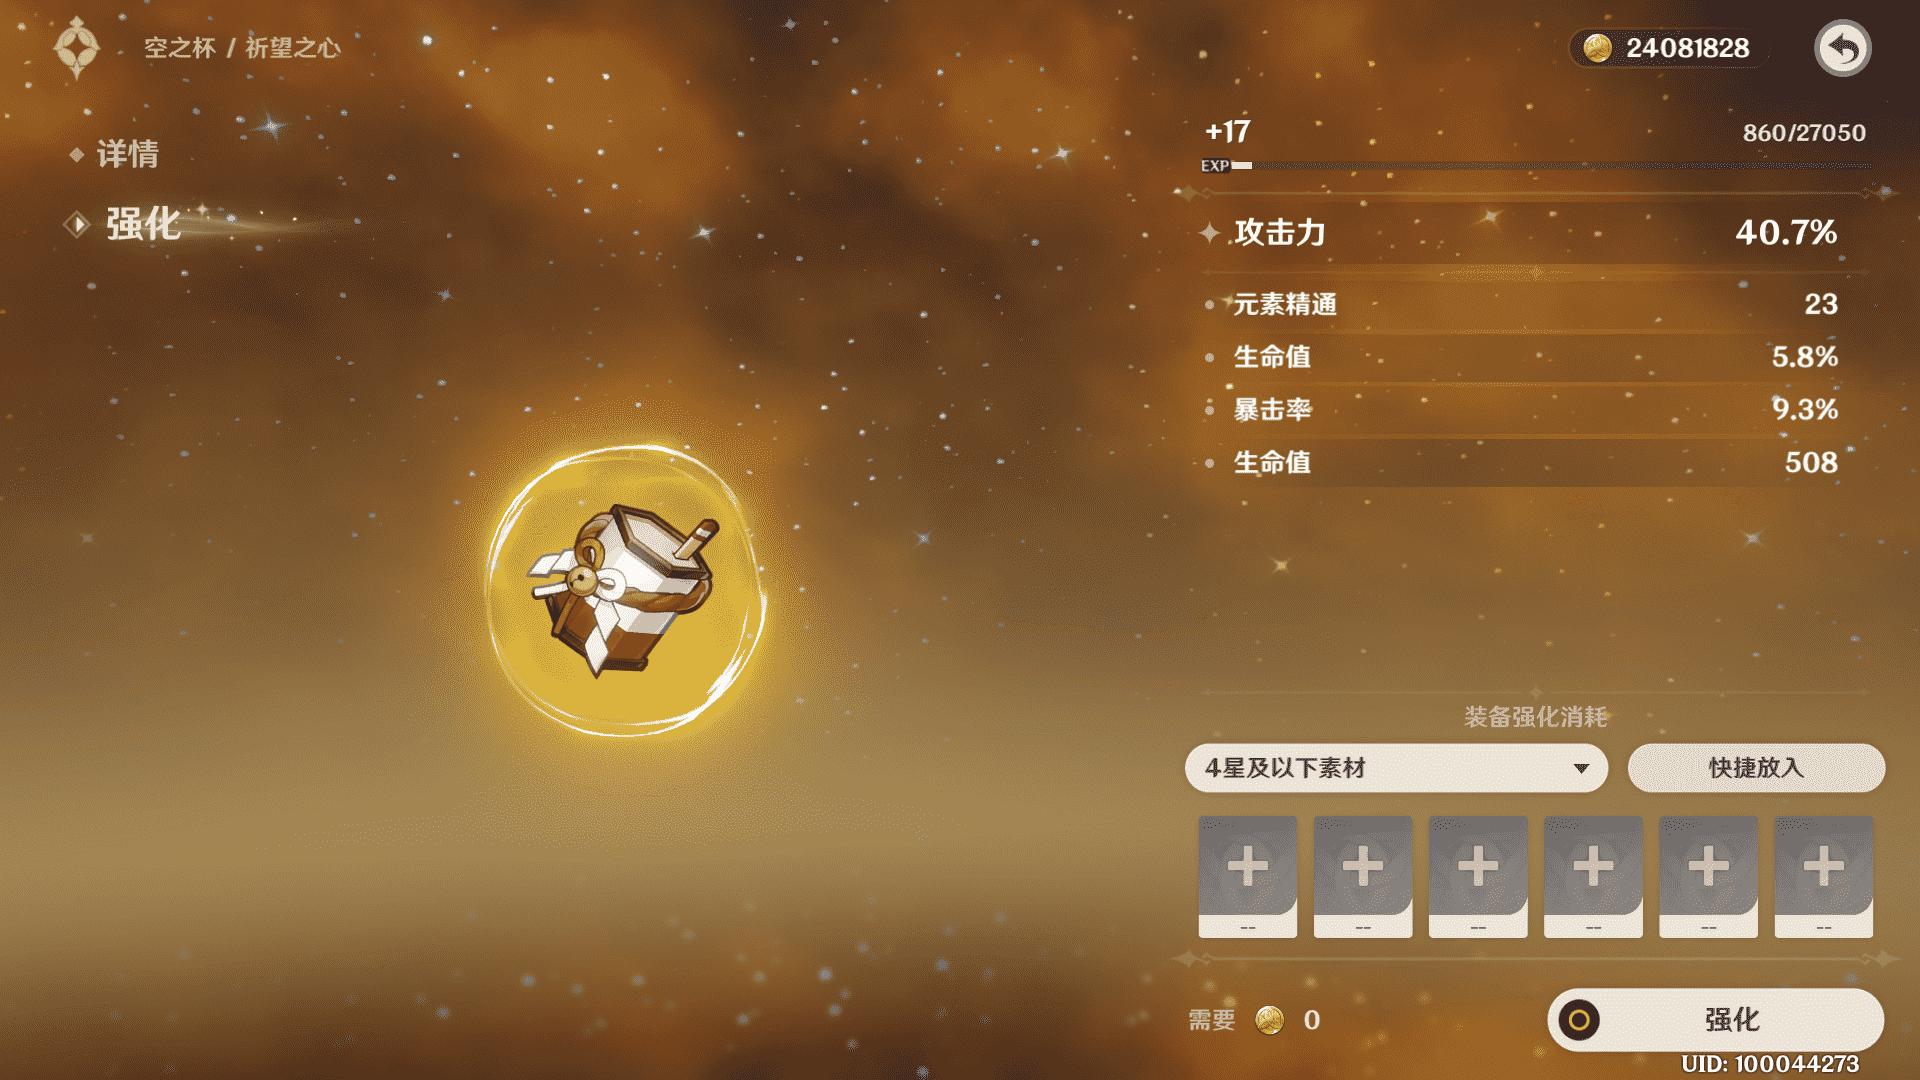 空之杯 / 祈望之心
24081828
详情
强化
+17
860/27050
EXP
攻击力 40.7%
元素精通 23
生命值 5.8%
暴击率 9.3%
生命值 508
装备强化消耗
4星及以下素材
快捷放入
-- -- -- -- -- --
需要 0
强化
UID: 100044273